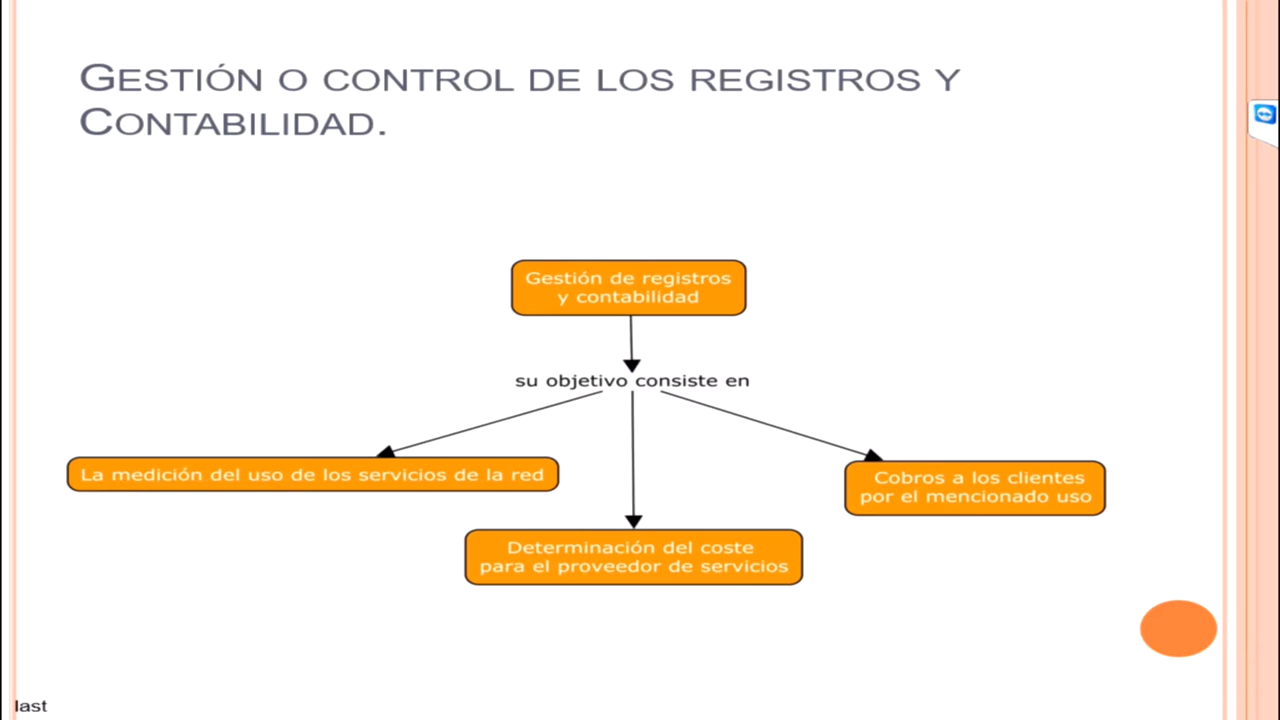 GESTIÓN O CONTROL DE LOS REGISTROS Y
CONTABILIDAD.
Gestión de registros
y contabilidad
su objetivo consiste en
La medición del uso de los servicios de la red
Cobros a los clientes
por el mencionado uso
Determinación del coste
para el proveedor de servicios
last